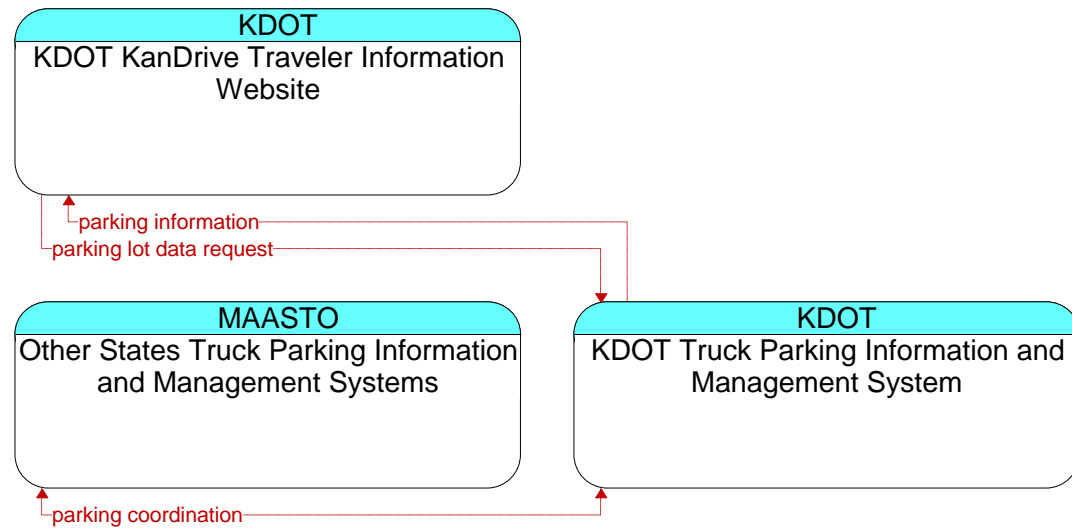 KDOT
KDOT KanDrive Traveler Information
Website
parking information
parking lot data request
MAASTO
Other States Truck Parking Information
and Management Systems
KDOT
KDOT Truck Parking Information and
Management System
parking coordination